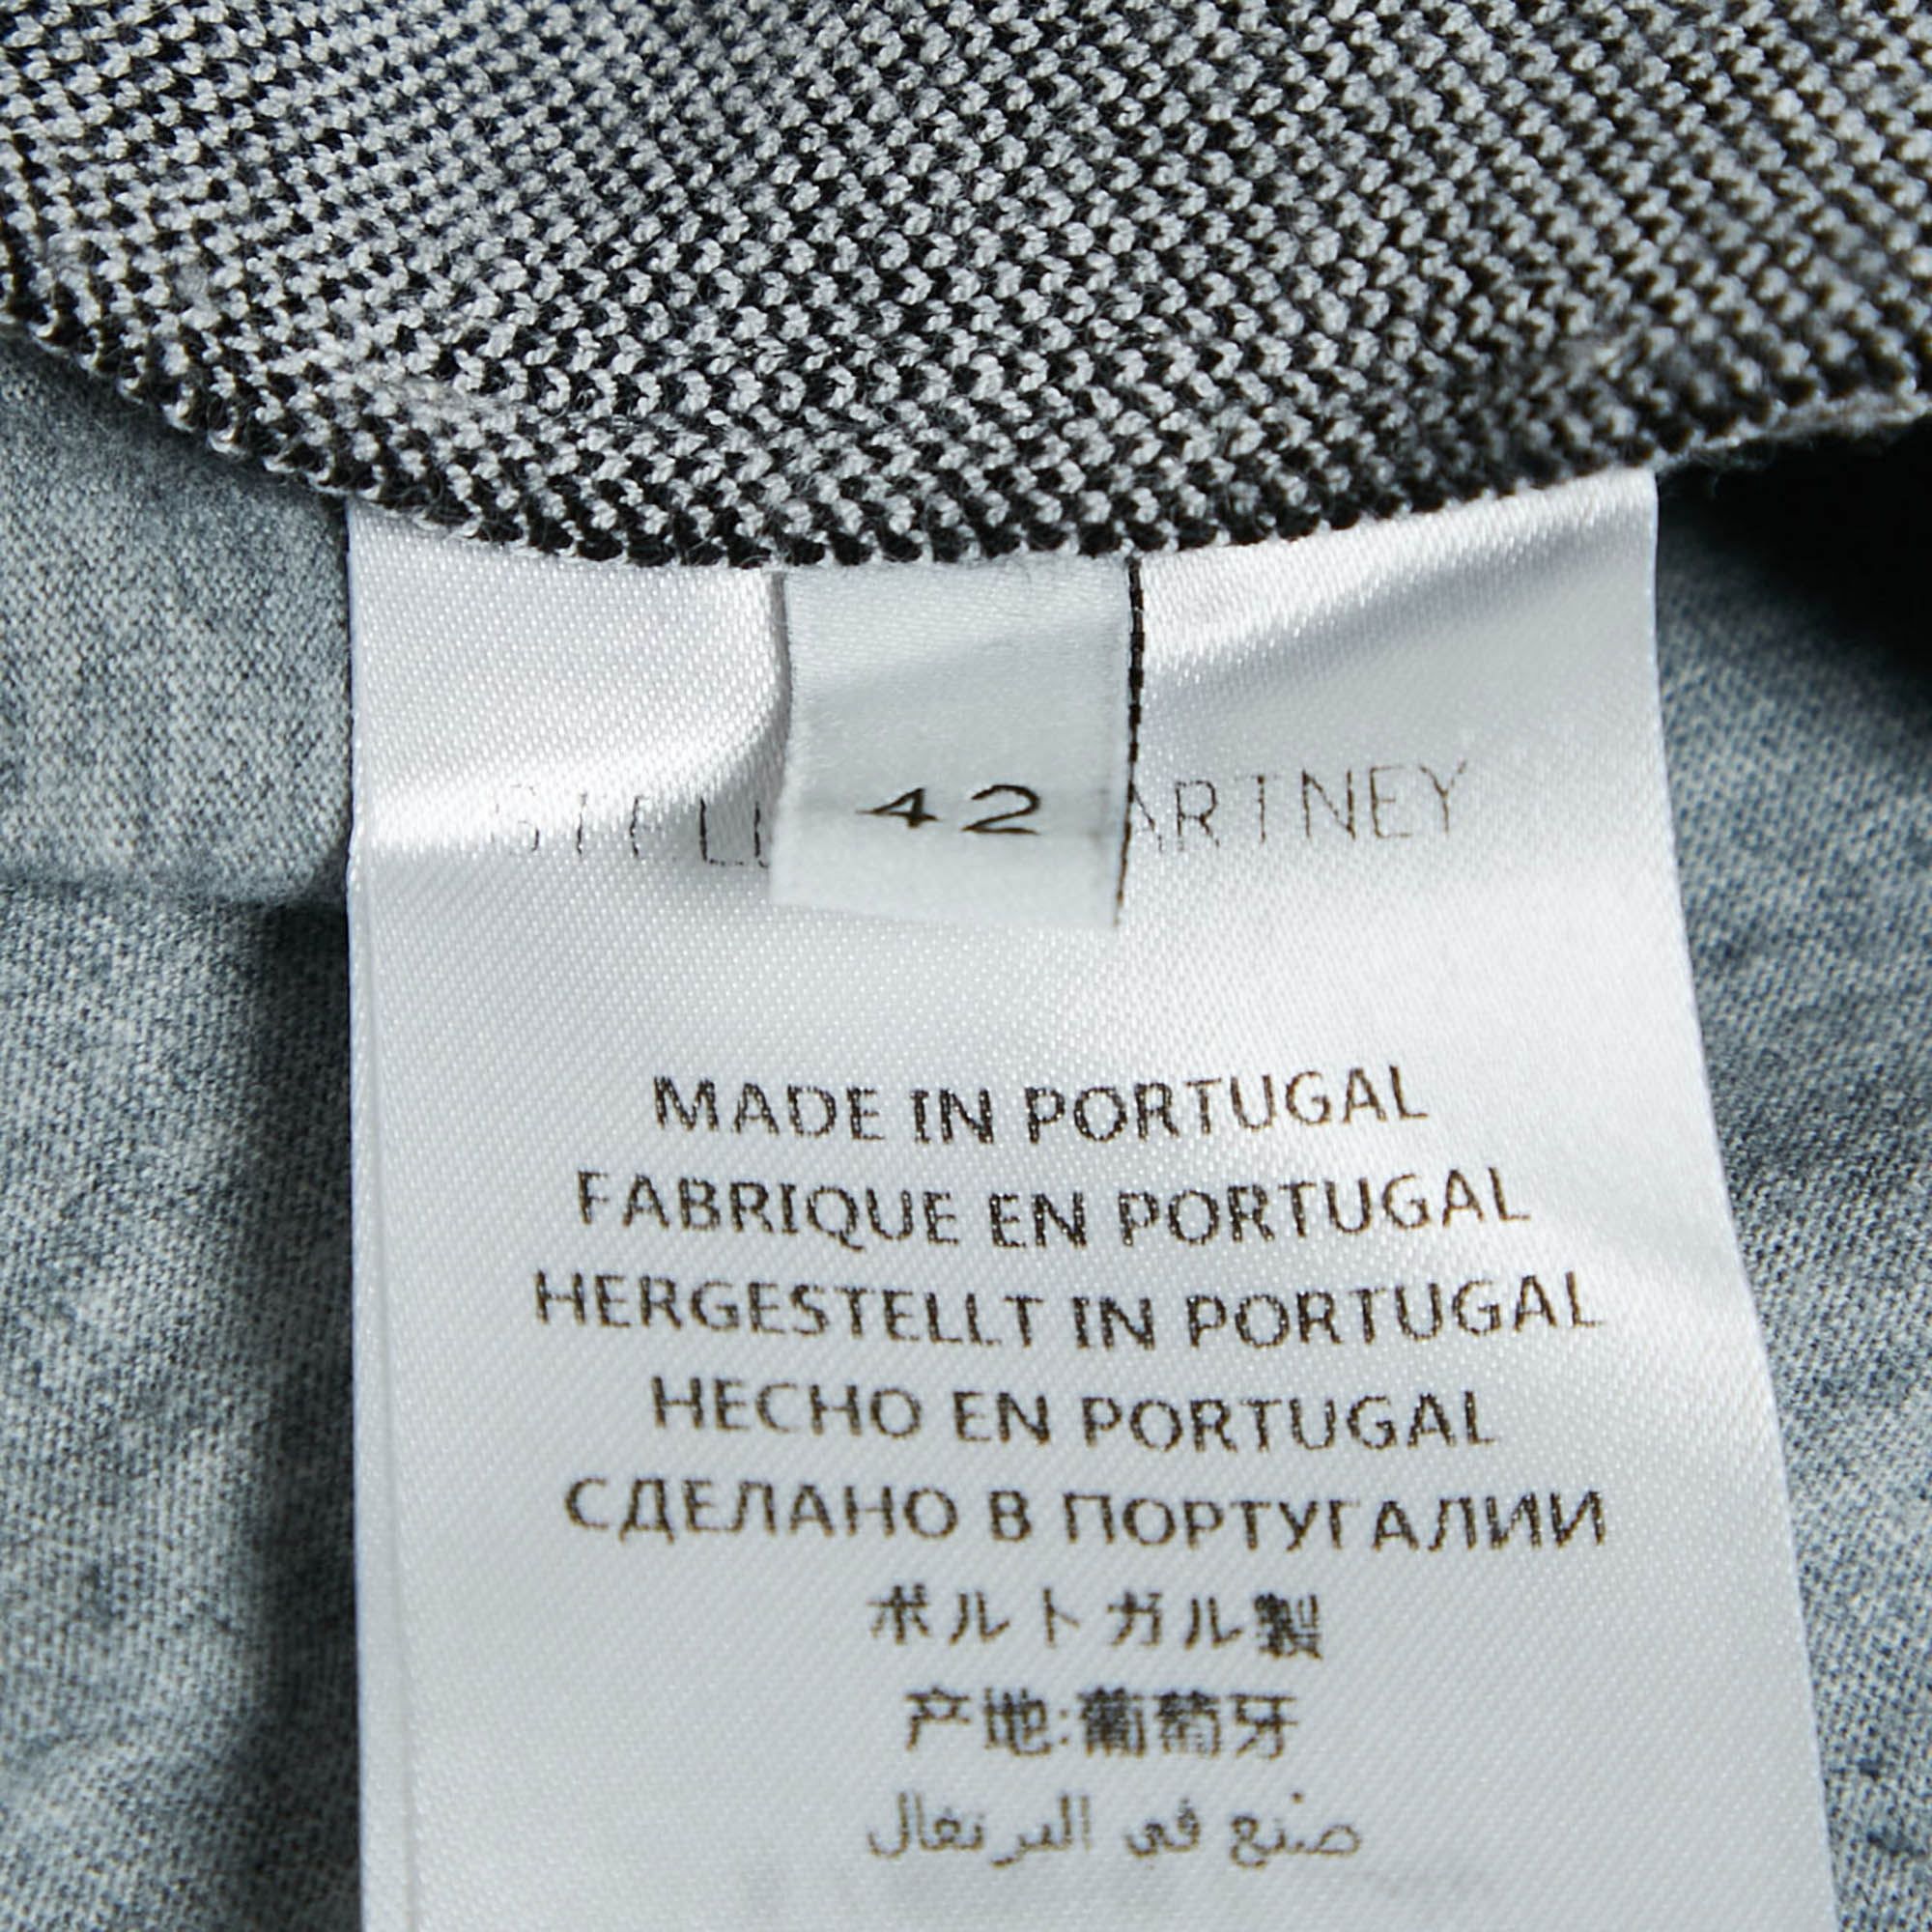 42
MADE IN PORTUGAL
FABRIQUE EN PORTUGAL
HERGESTELLT IN PORTUGAL
HECHO EN PORTUGAL
СДЕЛАНО В ПОРТУГАЛИИ
ポルトガル製
产地:葡萄牙
صنع في البرتغال